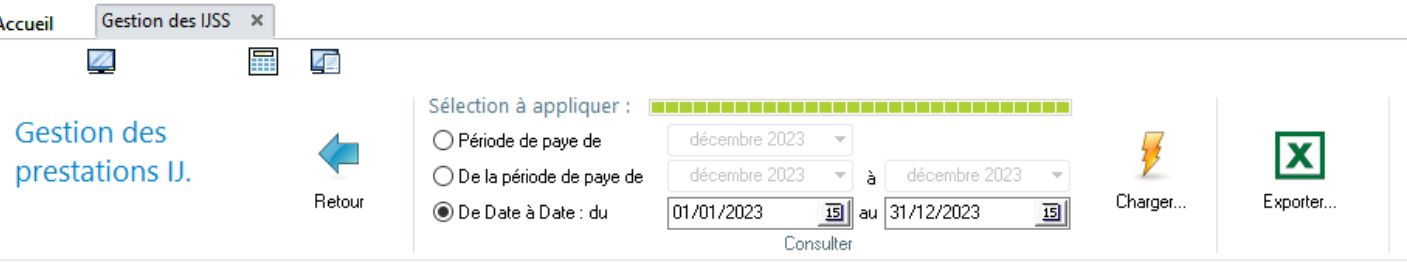 Accueil
Gestion des IJSS ×
Gestion des
prestations IJ.
Retour
Sélection à appliquer :
Période de paye de décembre 2023
De la période de paye de décembre 2023 à décembre 2023
De Date à Date : du 01/01/2023 15 au 31/12/2023 15
Consulter
Charger...
Exporter...